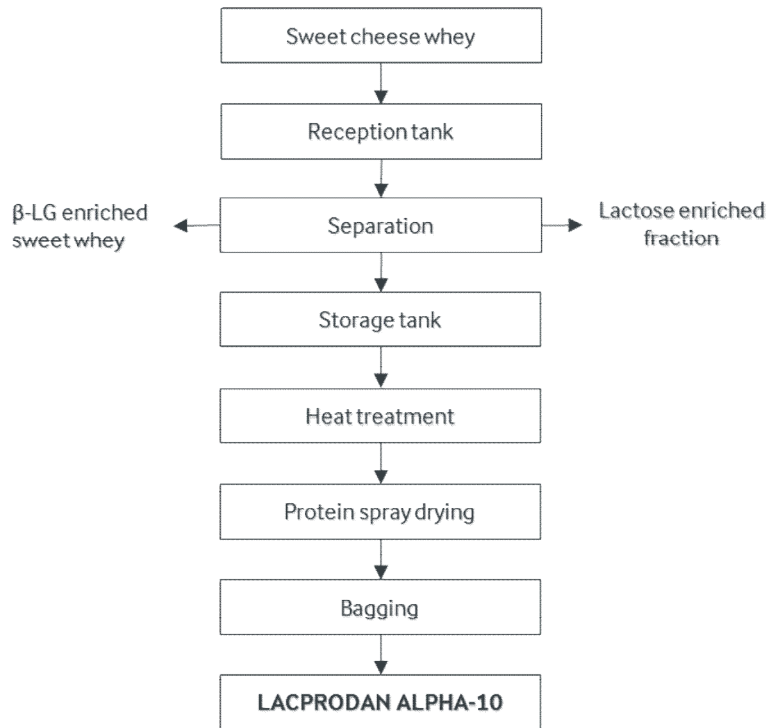 Sweet cheese whey
Reception tank
β-LG enriched
sweet whey
Separation
Lactose enriched
fraction
Storage tank
Heat treatment
Protein spray drying
Bagging
LACPRODAN ALPHA-10